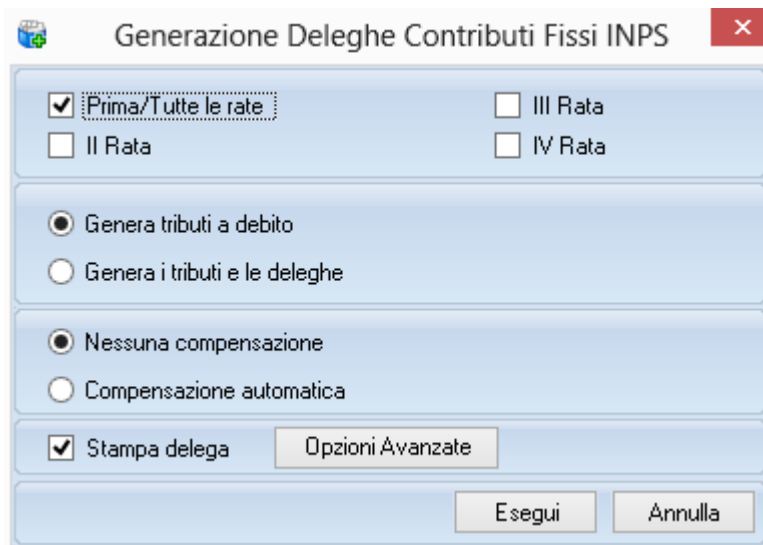 Generazione Deleghe Contributi Fissi INPS
Prima/Tutte le rate
III Rata
II Rata
IV Rata
Genera tributi a debito
Genera i tributi e le deleghe
Nessuna compensazione
Compensazione automatica
Stampa delega
Opzioni Avanzate
Esegui
Annulla